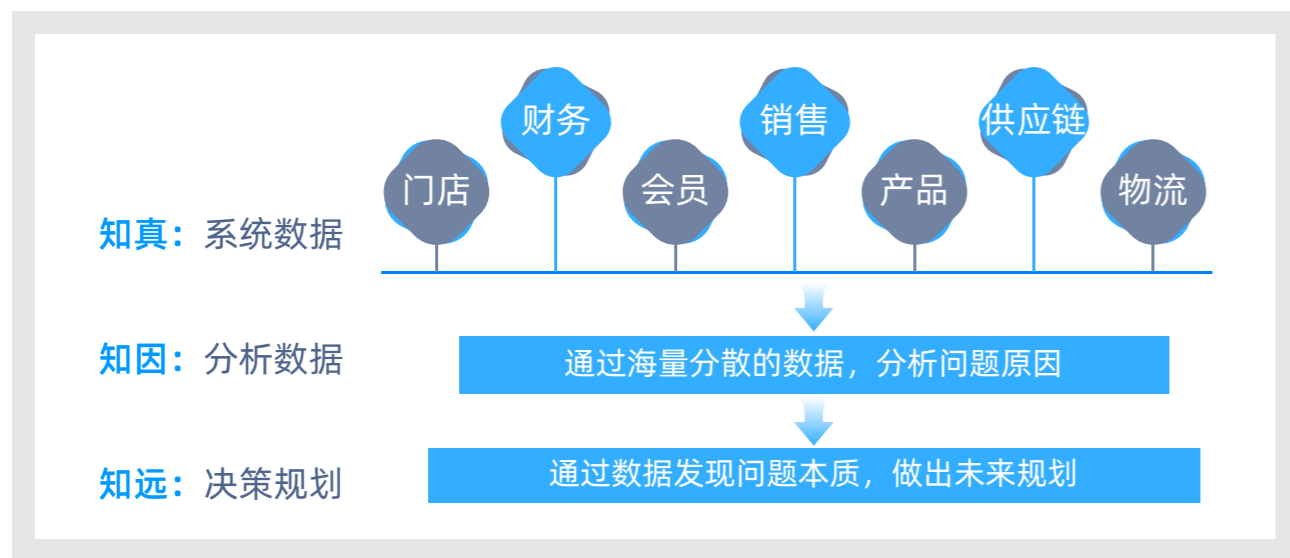 财务
销售
供应链
门店
会员
产品
物流
知真：系统数据
知因：分析数据
通过海量分散的数据，分析问题原因
知远：决策规划
通过数据发现问题本质，做出未来规划